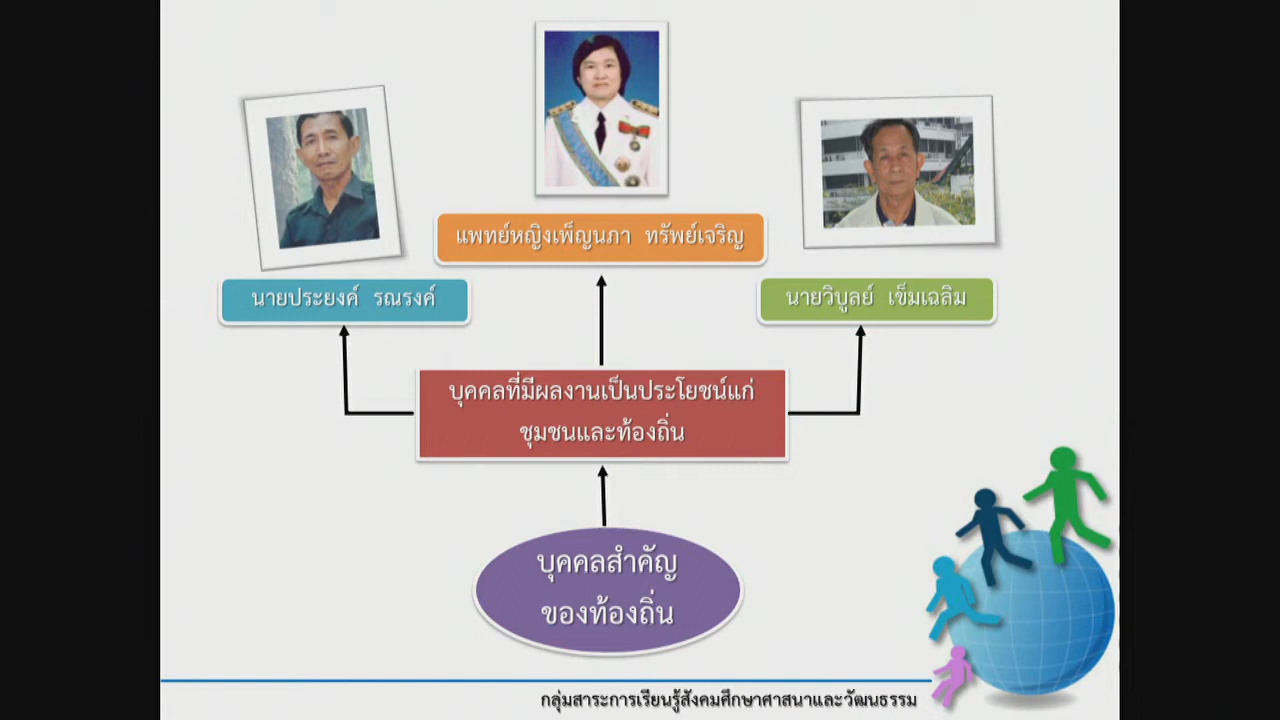 แพทย์หญิงเพ็ญนภา ทรัพย์เจริญ
นายประยงค์ รณรงค์
นายวิบูลย์ เข็มเฉลิม
บุคคลที่มีผลงานเป็นประโยชน์แก่
ชุมชนและท้องถิ่น
บุคคลสำคัญ
ของท้องถิ่น
กลุ่มสาระการเรียนรู้สังคมศึกษาศาสนาและวัฒนธรรม